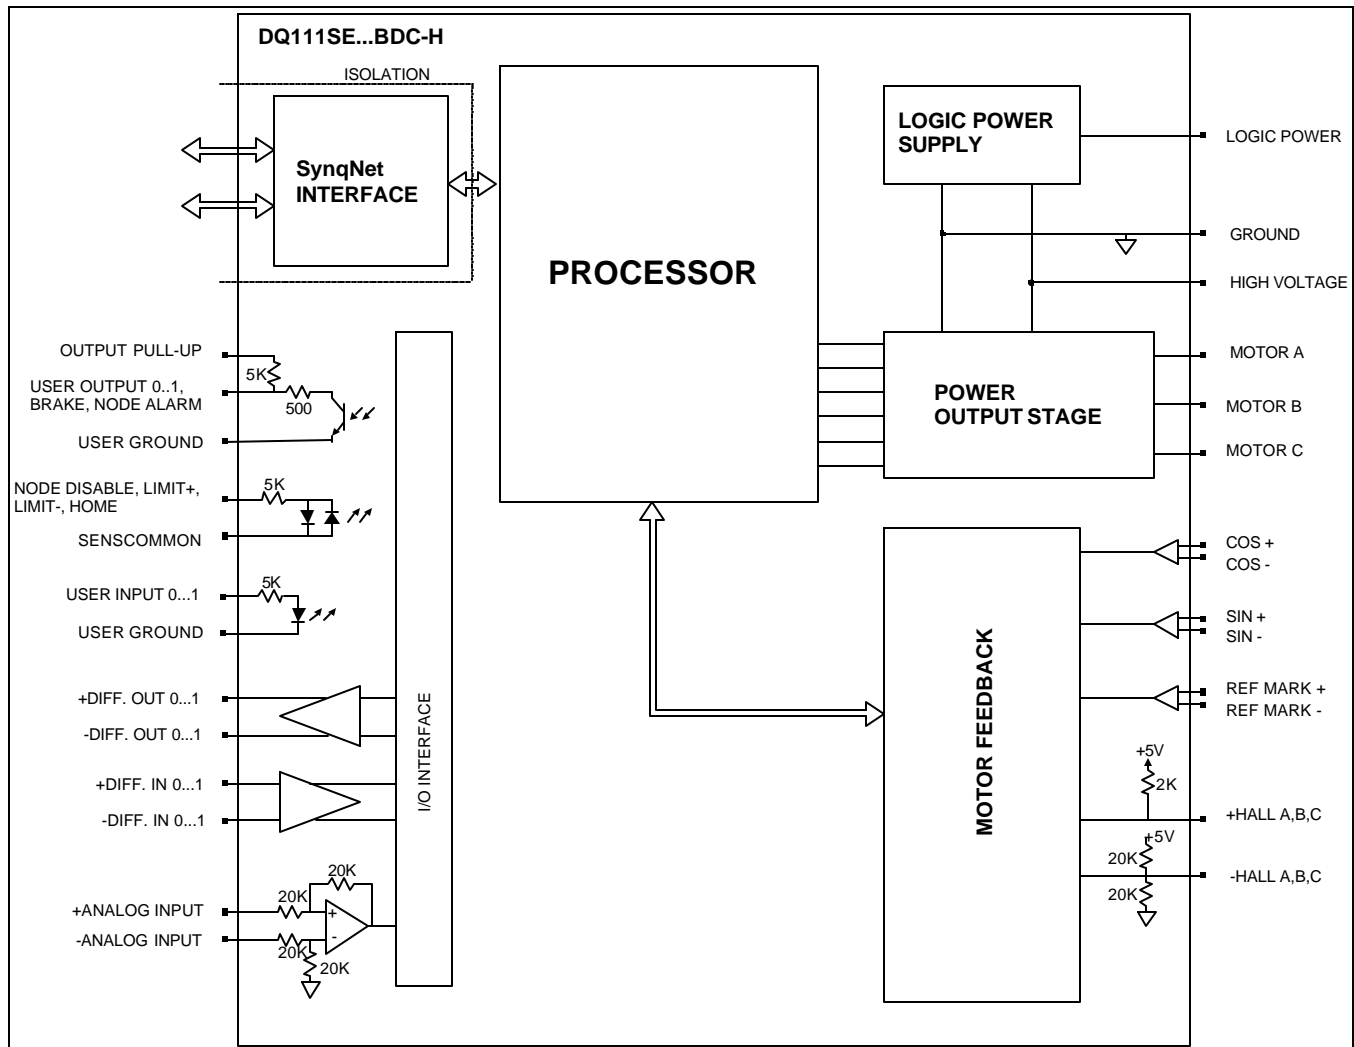 DQ111SE...BDC-H
ISOLATION
SynqNet
INTERFACE
PROCESSOR
LOGIC POWER
SUPPLY
LOGIC POWER
GROUND
HIGH VOLTAGE
POWER
OUTPUT STAGE
MOTOR A
MOTOR B
MOTOR C
OUTPUT PULL-UP
5K
USER OUTPUT 0..1,
BRAKE, NODE ALARM
500
USER GROUND
NODE DISABLE, LIMIT+,
LIMIT-, HOME
5K
SENSCOMMON
USER INPUT 0...1
5K
USER GROUND
+DIFF. OUT 0...1
-DIFF. OUT 0...1
+DIFF. IN 0...1
-DIFF. IN 0...1
+ANALOG INPUT
-ANALOG INPUT
20K
20K
+
-
20K
20K
I/O INTERFACE
MOTOR FEEDBACK
COS +
COS -
SIN +
SIN -
REF MARK +
REF MARK -
+5V
2K
+HALL A,B,C
+5V
20K
20K
-HALL A,B,C